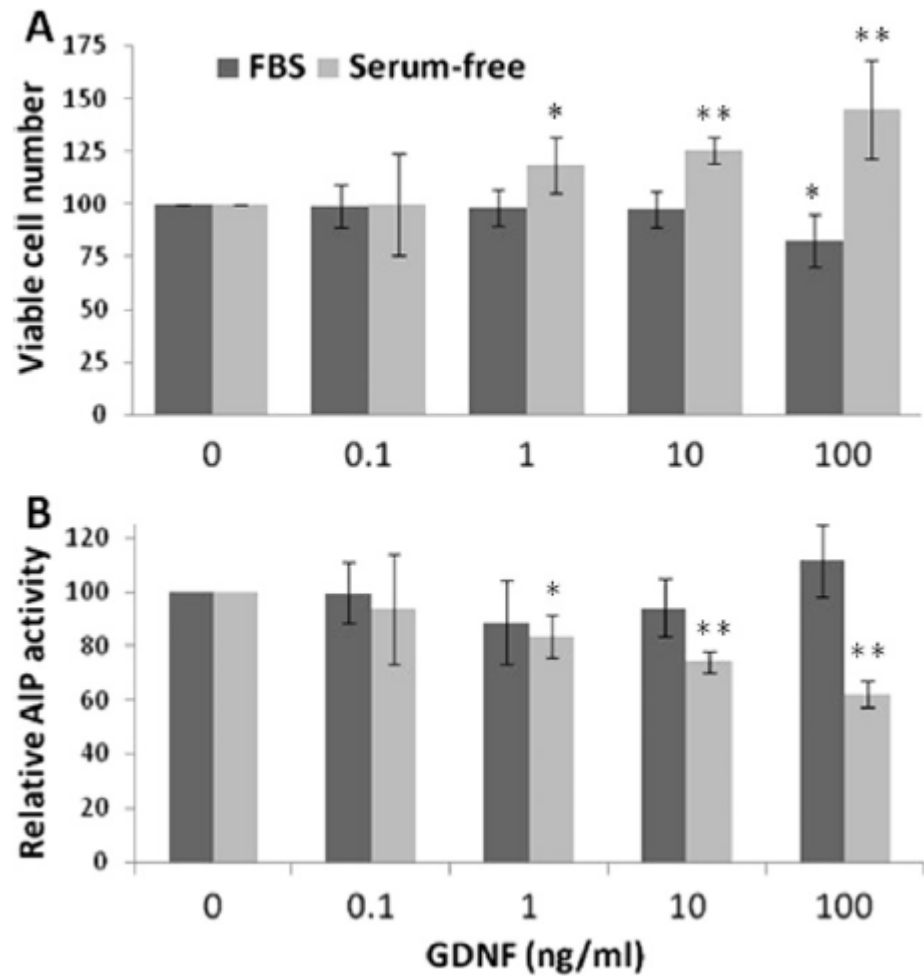 A
Viable cell number
175
150
125
100
75
50
25
0
FBS Serum-free
*
**
*
**
0 0.1 1 10 100
B
Relative AlP activity
120
100
80
60
40
20
0
*
**
**
0 0.1 1 10 100
GDNF (ng/ml)